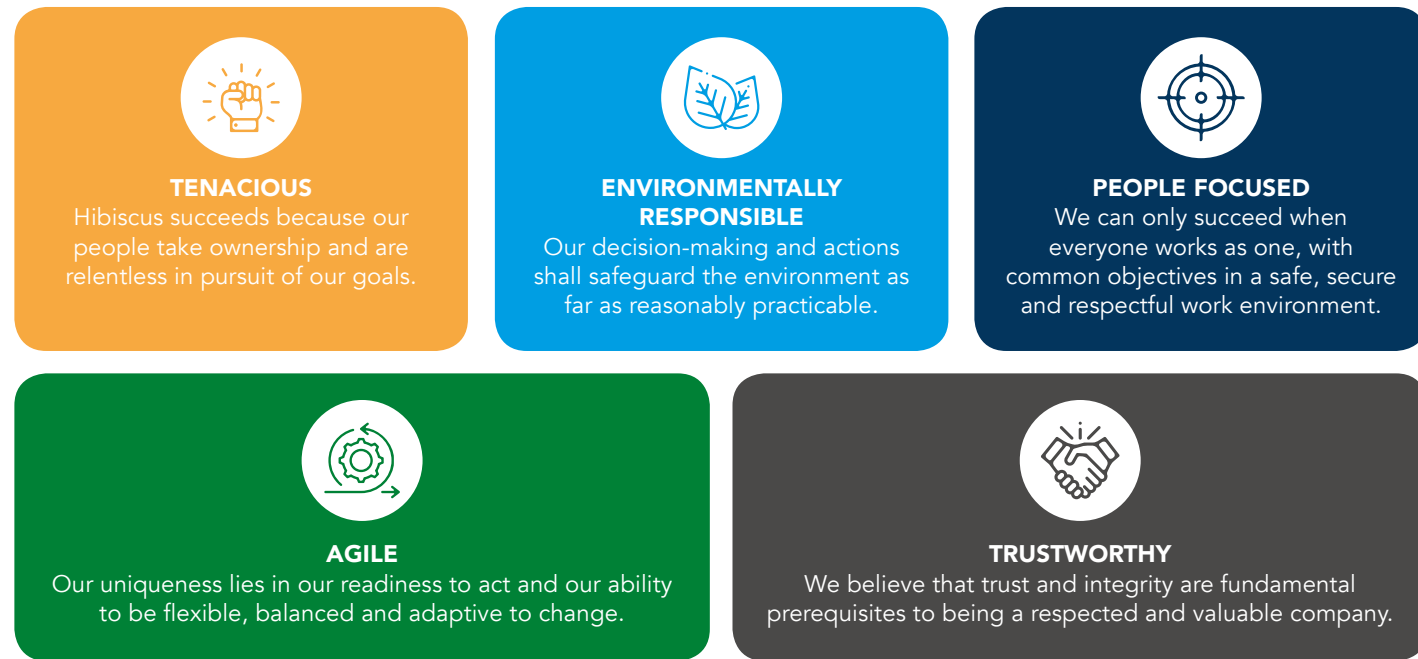 TENACIOUS
Hibiscus succeeds because our
people take ownership and are
relentless in pursuit of our goals.
ENVIRONMENTALLY
RESPONSIBLE
Our decision-making and actions
shall safeguard the environment as
far as reasonably practicable.
PEOPLE FOCUSED
We can only succeed when
everyone works as one, with
common objectives in a safe, secure
and respectful work environment.
AGILE
Our uniqueness lies in our readiness to act and our ability
to be flexible, balanced and adaptive to change.
TRUSTWORTHY
We believe that trust and integrity are fundamental
prerequisites to being a respected and valuable company.